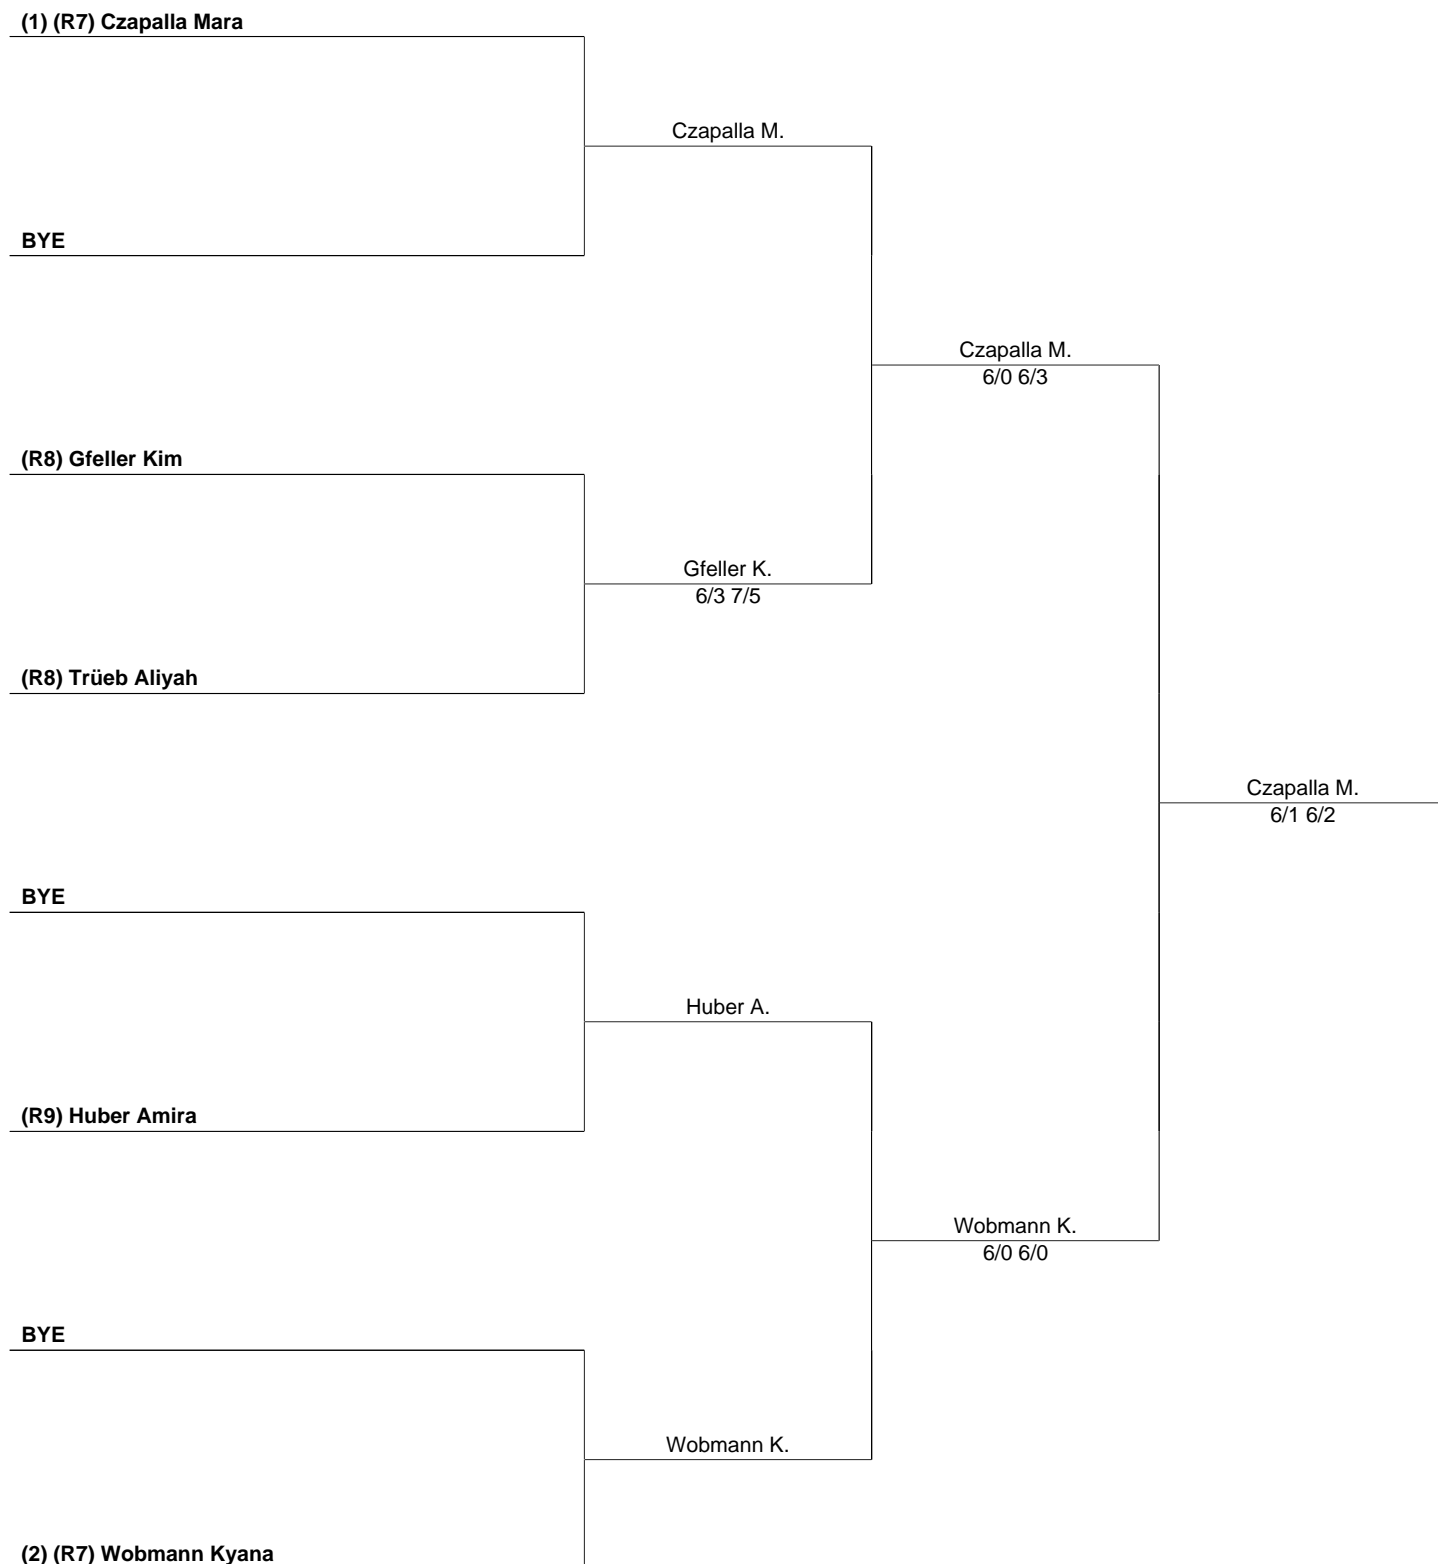 (1) (R7) Czapalla Mara
Czapalla M.
BYE
Czapalla M.
6/0 6/3
(R8) Gfeller Kim
Gfeller K.
6/3 7/5
(R8) Trüeb Aliyah
Czapalla M.
6/1 6/2
BYE
Huber A.
(R9) Huber Amira
Wobmann K.
6/0 6/0
BYE
Wobmann K.
(2) (R7) Wobmann Kyana